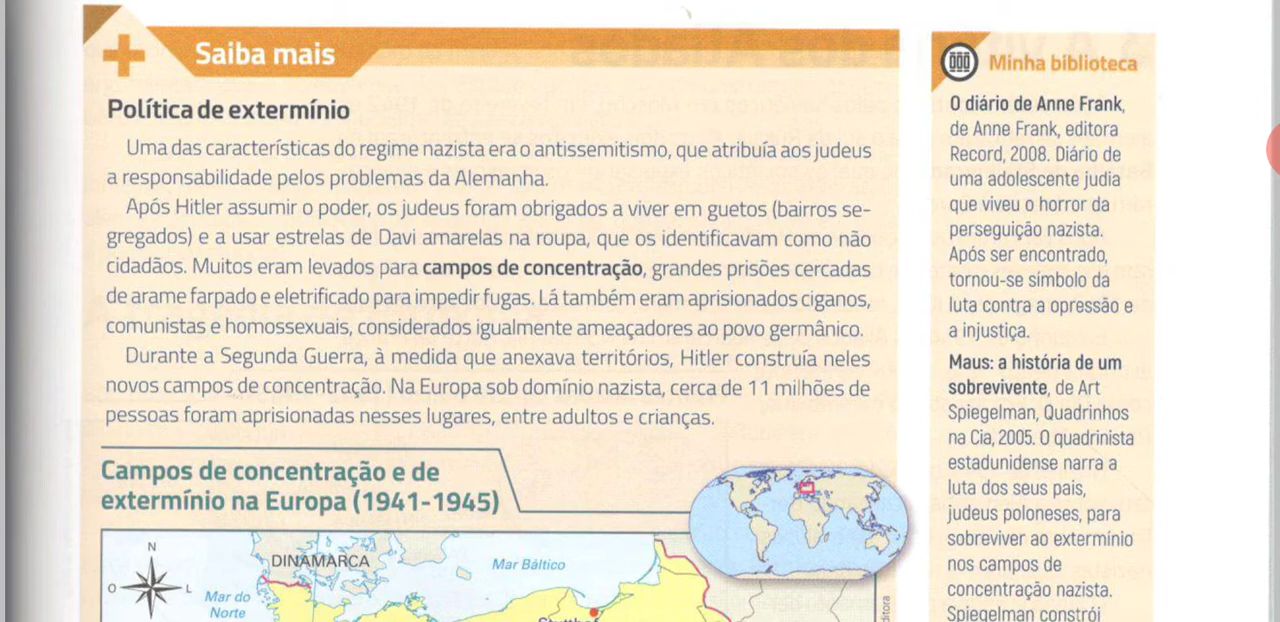 Saiba mais
Política de extermínio
Uma das características do regime nazista era o antissemitismo, que atribuía aos judeus
a responsabilidade pelos problemas da Alemanha.
Após Hitler assumir o poder, os judeus foram obrigados a viver em guetos (bairros se-
gregados) e a usar estrelas de Davi amarelas na roupa, que os identificavam como não
cidadãos. Muitos eram levados para campos de concentração, grandes prisões cercadas
de arame farpado e eletrificado para impedir fugas. Lá também eram aprisionados ciganos,
comunistas e homossexuais, considerados igualmente ameaçadores ao povo germânico.
Durante a Segunda Guerra, à medida que anexava territórios, Hitler construía neles
novos campos de concentração. Na Europa sob domínio nazista, cerca de 11 milhões de
pessoas foram aprisionadas nesses lugares, entre adultos e crianças.
Campos de concentração e de
extermínio na Europa (1941-1945)
N
O
L
DINAMARCA
Mar do
Norte
Mar Báltico
Minha biblioteca
O diário de Anne Frank,
de Anne Frank, editora
Record, 2008. Diário de
uma adolescente judia
que viveu o horror da
perseguição nazista.
Após ser encontrado,
tornou-se símbolo da
luta contra a opressão e
a injustiça.
Maus: a história de um
sobrevivente, de Art
Spiegelman, Quadrinhos
na Cia, 2005. O quadrinista
estadunidense narra a
luta dos seus pais,
judeus poloneses, para
sobreviver ao extermínio
nos campos de
concentração nazista.
Spiegelman constrói